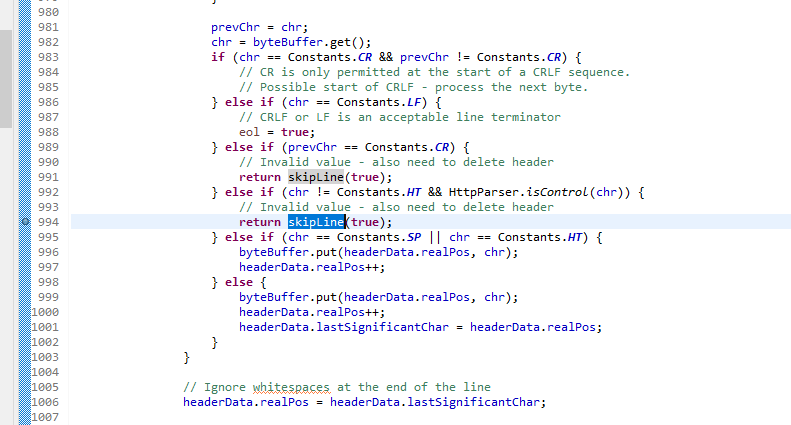 980
981 prevChr = chr;
982 chr = byteBuffer.get();
983 if (chr == Constants.CR && prevChr != Constants.CR) {
984 // CR is only permitted at the start of a CRLF sequence.
985 // Possible start of CRLF - process the next byte.
986 } else if (chr == Constants.LF) {
987 // CRLF or LF is an acceptable line terminator
988 eol = true;
989 } else if (prevChr == Constants.CR) {
990 // Invalid value - also need to delete header
991 return skipLine(true);
992 } else if (chr != Constants.HT && HttpParser.isControl(chr)) {
993 // Invalid value - also need to delete header
994 return skipLine(true);
995 } else if (chr == Constants.SP || chr == Constants.HT) {
996 byteBuffer.put(headerData.realPos, chr);
997 headerData.realPos++;
998 } else {
999 byteBuffer.put(headerData.realPos, chr);
1000 headerData.realPos++;
1001 headerData.lastSignificantChar = headerData.realPos;
1002 }
1003 }
1004
1005 // Ignore whitespaces at the end of the line
1006 headerData.realPos = headerData.lastSignificantChar;
1007